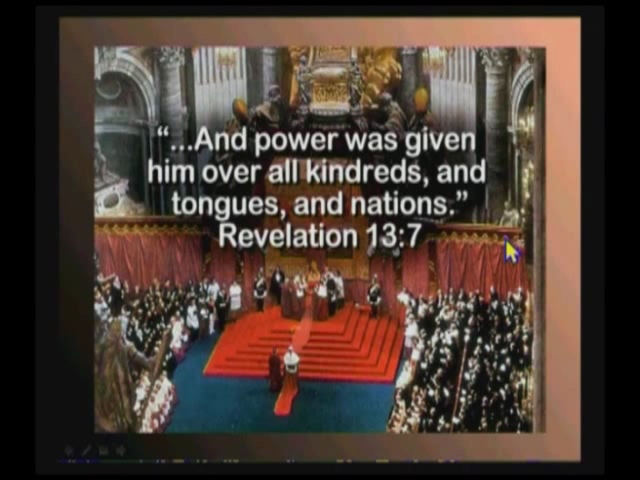 “...And power was given
him over all kindreds, and
tongues, and nations.”
Revelation 13:7